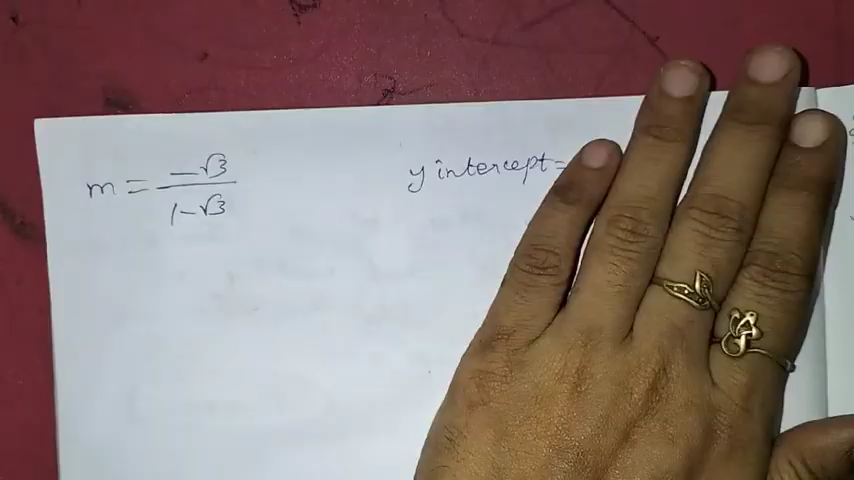 m = -√3 / 1-√3
y intercept =